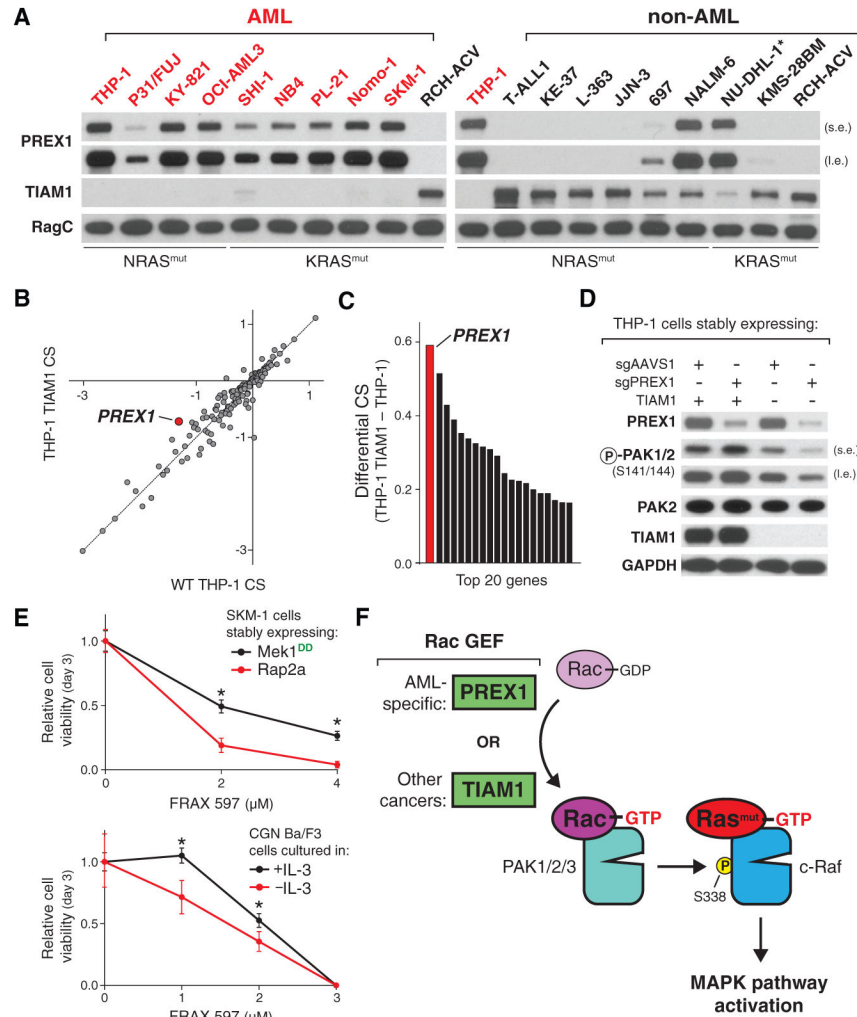 A
AML
non-AML
THP-1 P31/FUJ KY-821 OCI-AML3 SHI-1 NB4 PL-21 Nomo-1 SKM-1 RCH-ACV
THP-1 T-ALL1 KE-37 L-363 JUN-3 697 NALM-6 NU-DHL-1* KMS-28BM RCH-ACV
PREX1
(s.e.)
(l.e.)
TIAM1
RagC
NRASmut KRASmut NRASmut KRASmut
B
THP-1 TIAM1 CS
1
-3
1
PREX1
-1
-3
WT THP-1 CS
C
Differential CS
(THP-1 TIAM1 – THP-1)
0.6
0.4
0.2
0.0
PREX1
Top 20 genes
D
THP-1 cells stably expressing:
sgAAVS1 + - + -
sgPREX1 - + - +
TIAM1 + + - -
PREX1
P-PAK1/2 (s.e.)
(S141/144) (l.e.)
PAK2
TIAM1
GAPDH
E
SKM-1 cells
stably expressing:
Mek1DD
Rap2a
Relative cell
viability (day 3)
1.0
0.5
0.0
*
*
0 2 4
FRAX 597 (µM)
CGN Ba/F3
cells cultured in:
+IL-3
–IL-3
Relative cell
viability (day 3)
1.0
0.5
0
*
*
0 1 2 3
FRAX 597 (µM)
F
Rac GEF
AML-
specific:
PREX1
OR
Other
cancers:
TIAM1
Rac GDP
Rac GTP
PAK1/2/3
Rasmut GTP
P
S338
c-Raf
MAPK pathway
activation